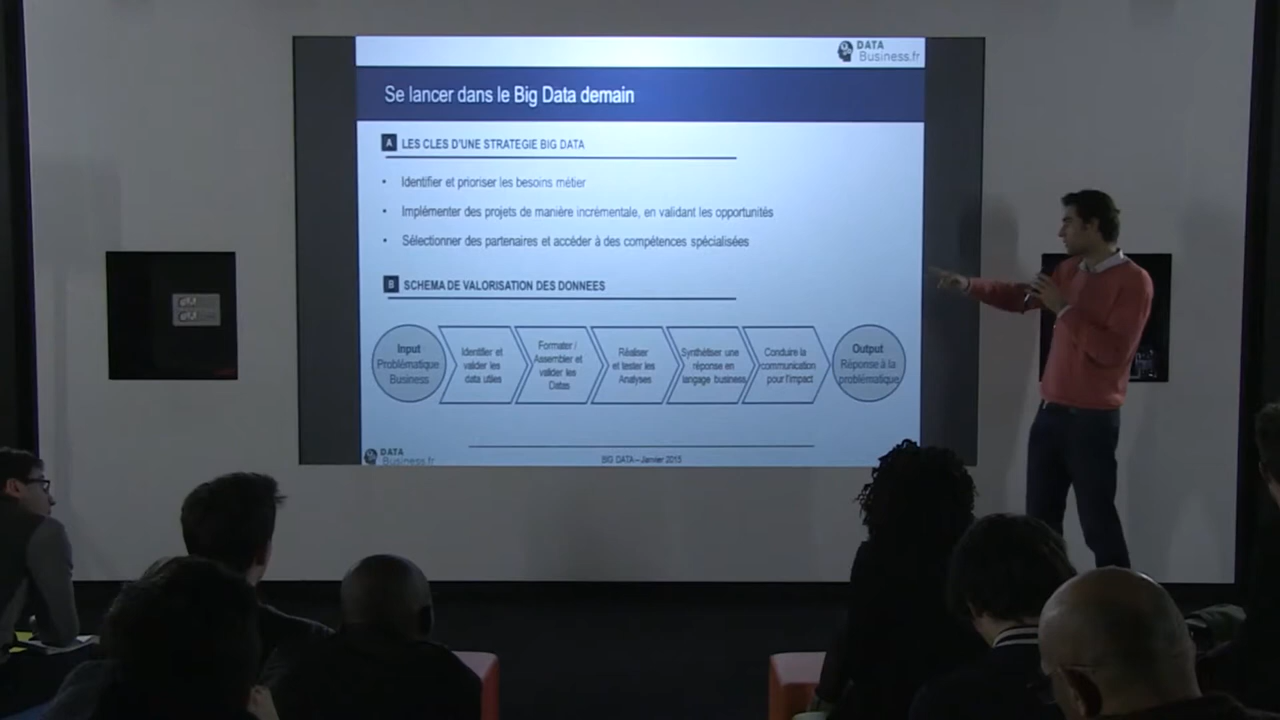 DATA
Business.fr
Se lancer dans le Big Data demain
A LES CLES D'UNE STRATEGIE BIG DATA
• Identifier et prioriser les besoins métier
• Implémenter des projets de manière incrémentale, en validant les opportunités
• Sélectionner des partenaires et accéder à des compétences spécialisées
B SCHEMA DE VALORISATION DES DONNEES
Input
Problématique
Business
Identifier et
valider les
data utiles
Formater /
Assembler et
valider les
Datas
Réaliser
et tester les
Analyses
Synthétiser une
réponse en
langage business
Conduire la
communication
pour l'impact
Output
Réponse à la
problématique
DATA
Business.fr
BIG DATA – Janvier 2015